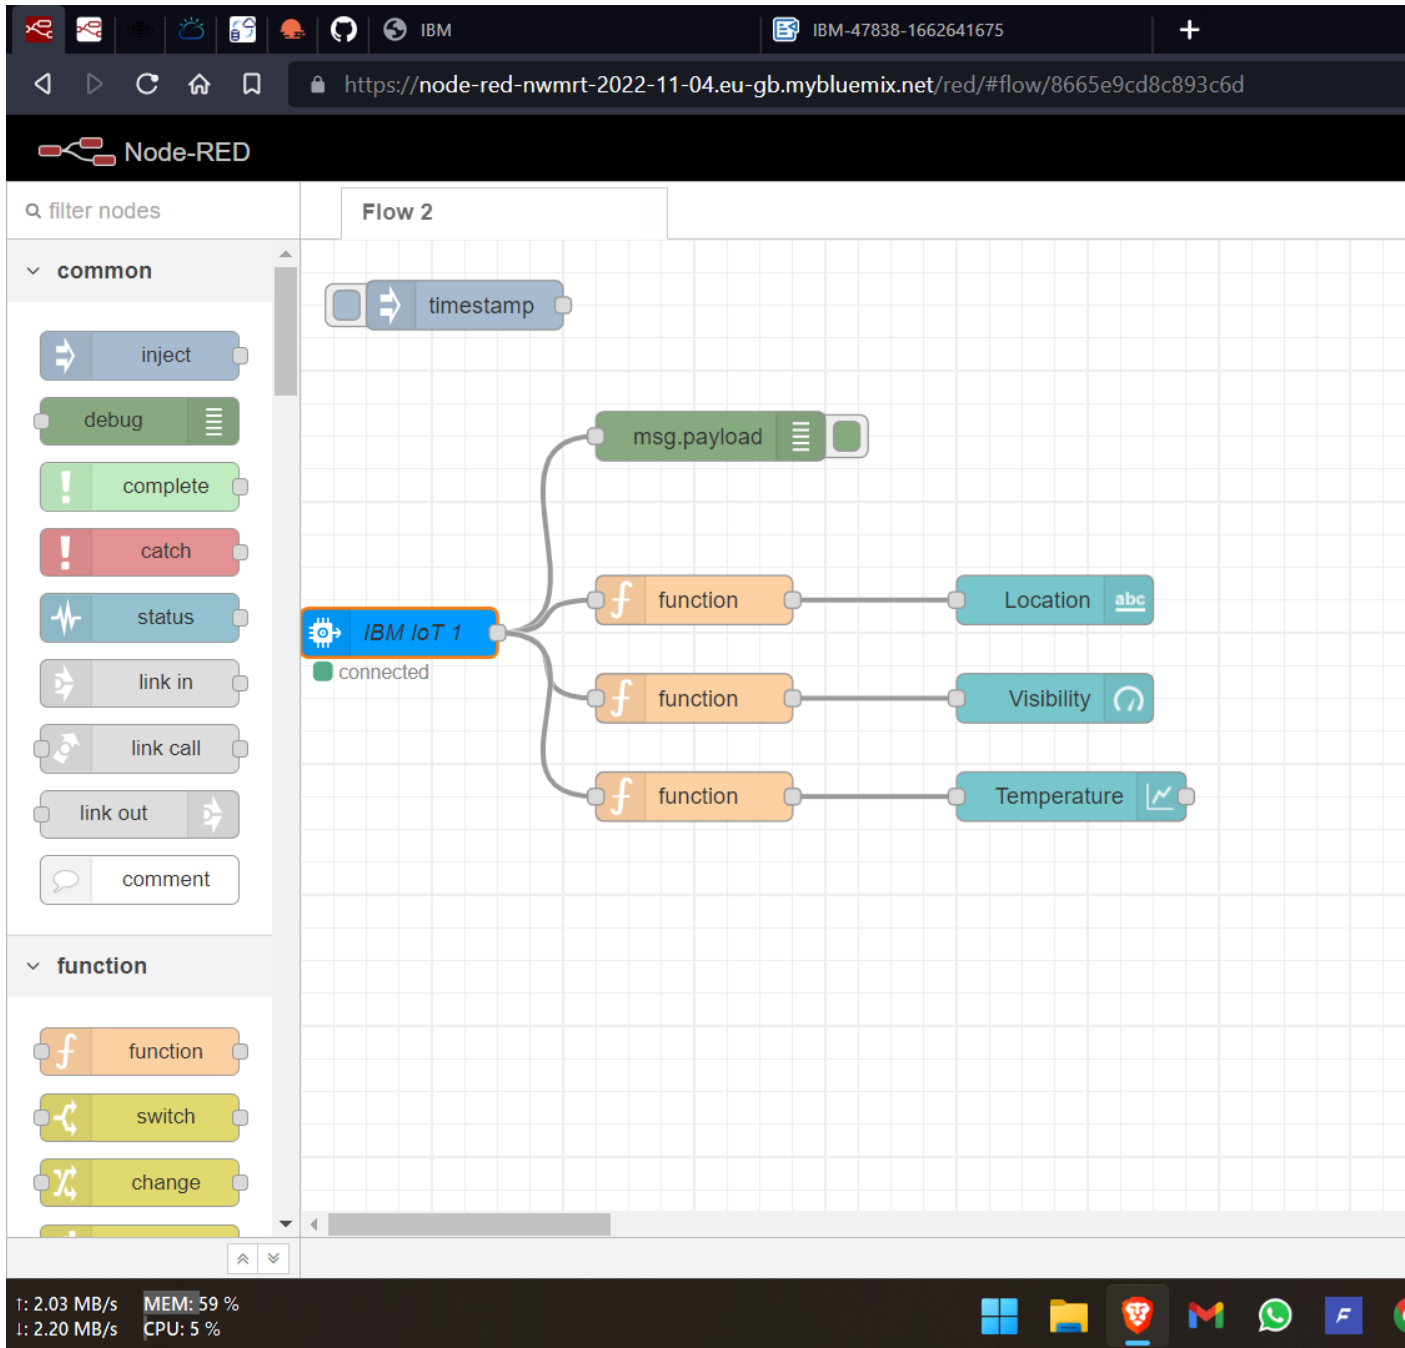 IBM
IBM-47838-1662641675
https://node-red-nwmrt-2022-11-04.eu-gb.mybluemix.net/red/#flow/8665e9cd8c893c6d
Node-RED
filter nodes
Flow 2
common
timestamp
inject
debug
msg.payload
complete
catch
status
function
Location
abc
IBM IoT 1
connected
link in
function
Visibility
link call
function
Temperature
link out
comment
function
function
switch
change
↑: 2.03 MB/s MEM: 59 %
↓: 2.20 MB/s CPU: 5 %
F